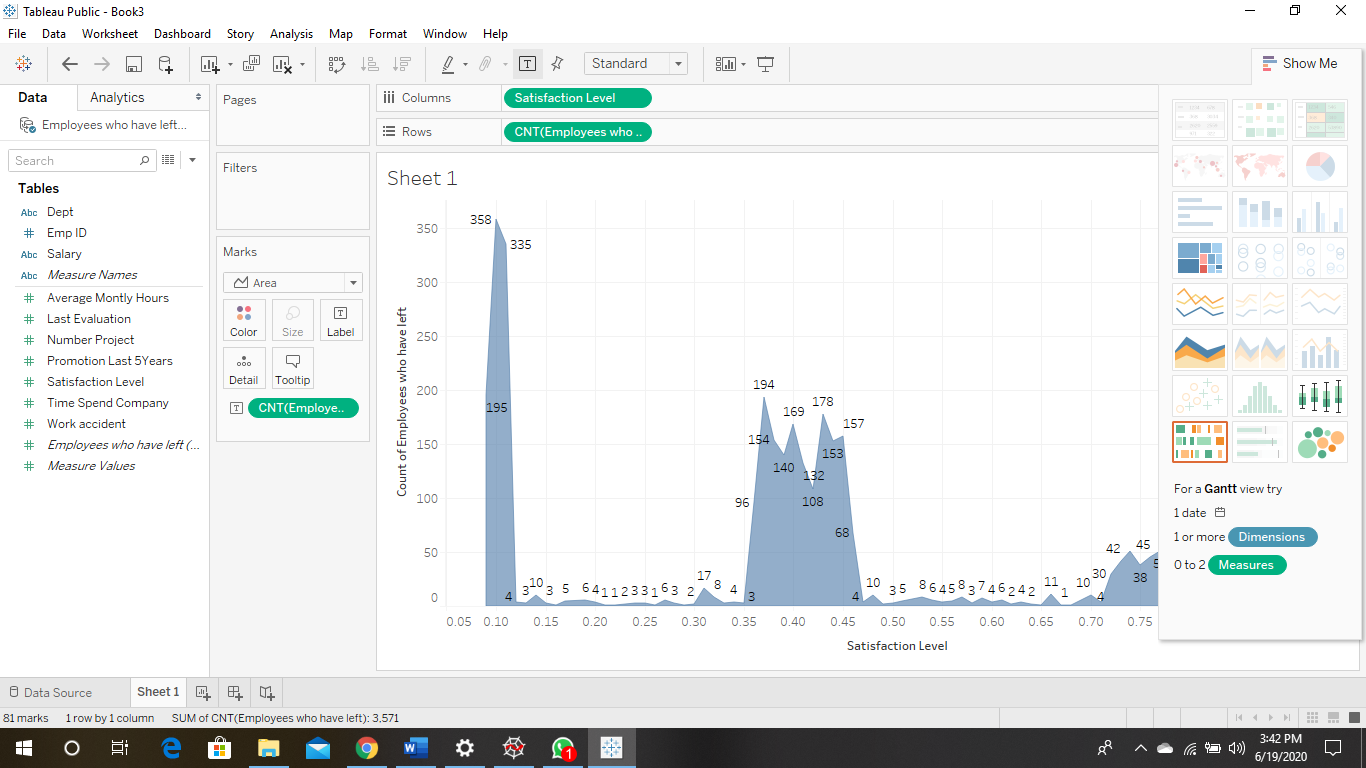 Tableau Public - Book3
File Data Worksheet Dashboard Story Analysis Map Format Window Help
Standard
Show Me
Data Analytics
Employees who have left...
Search
Tables
Abc Dept
# Emp ID
Abc Salary
Abc Measure Names
# Average Montly Hours
# Last Evaluation
# Number Project
# Promotion Last 5Years
# Satisfaction Level
# Time Spend Company
# Work accident
# Employees who have left (...
# Measure Values
Pages
Filters
Marks
Area
Color Size Label
Detail Tooltip
CNT(Employe..
Columns Satisfaction Level
Rows CNT(Employees who ..
Sheet 1
Count of Employees who have left
350
300
250
200
150
100
50
0
358
335
195
194
178
169
157
154
153
140
132
108
96
68
4 3 10 3 5 6 4 1 1 2 3 3 1 6 3 2 17 8 4 3
4 10 3 5 8 6 4 5 8 3 7 4 6 2 4 2 11 1 10 4 30 42 38 45
0.05 0.10 0.15 0.20 0.25 0.30 0.35 0.40 0.45 0.50 0.55 0.60 0.65 0.70 0.75
Satisfaction Level
For a Gantt view try
1 date
1 or more Dimensions
0 to 2 Measures
Data Source Sheet 1
81 marks 1 row by 1 column SUM of CNT(Employees who have left): 3,571
1
3:42 PM
6/19/2020